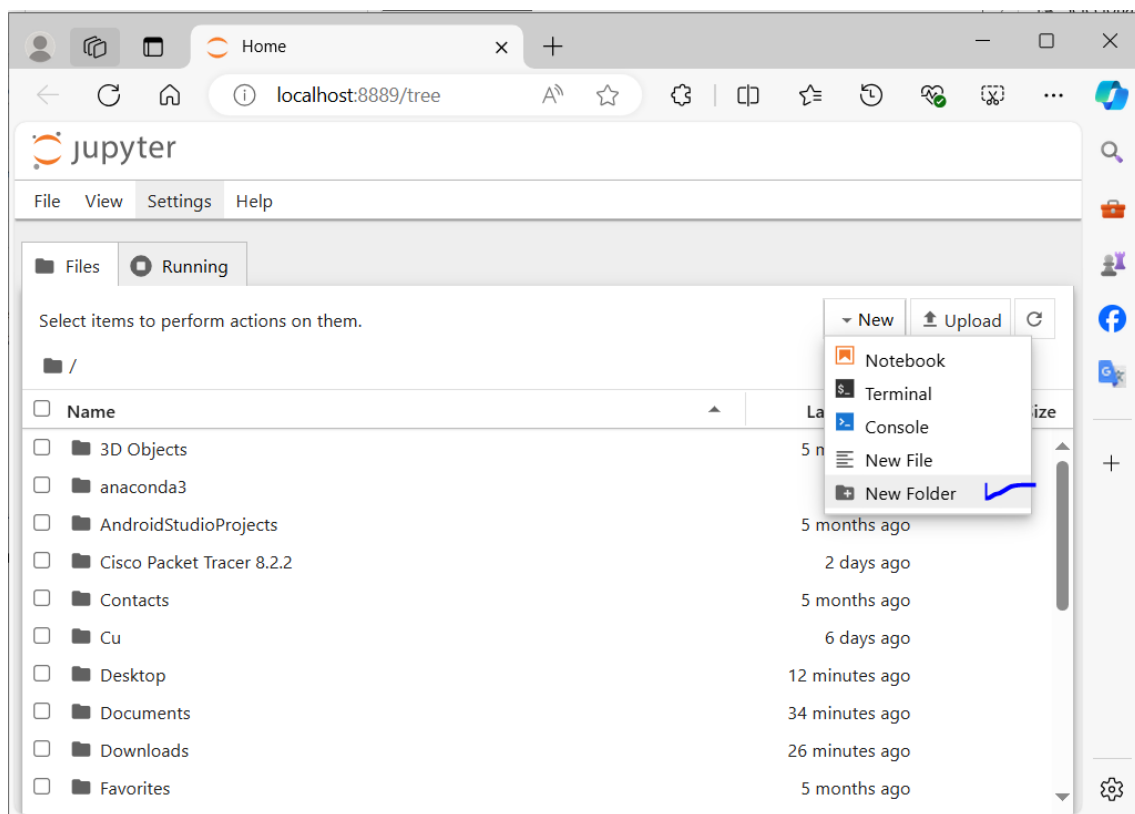 Home
localhost:8889/tree
jupyter
File View Settings Help
Files Running
Select items to perform actions on them.
New Upload
/
Notebook
Terminal
Console
New File
New Folder
Name La ize
3D Objects 5 m
anaconda3
AndroidStudioProjects 5 months ago
Cisco Packet Tracer 8.2.2 2 days ago
Contacts 5 months ago
Cu 6 days ago
Desktop 12 minutes ago
Documents 34 minutes ago
Downloads 26 minutes ago
Favorites 5 months ago